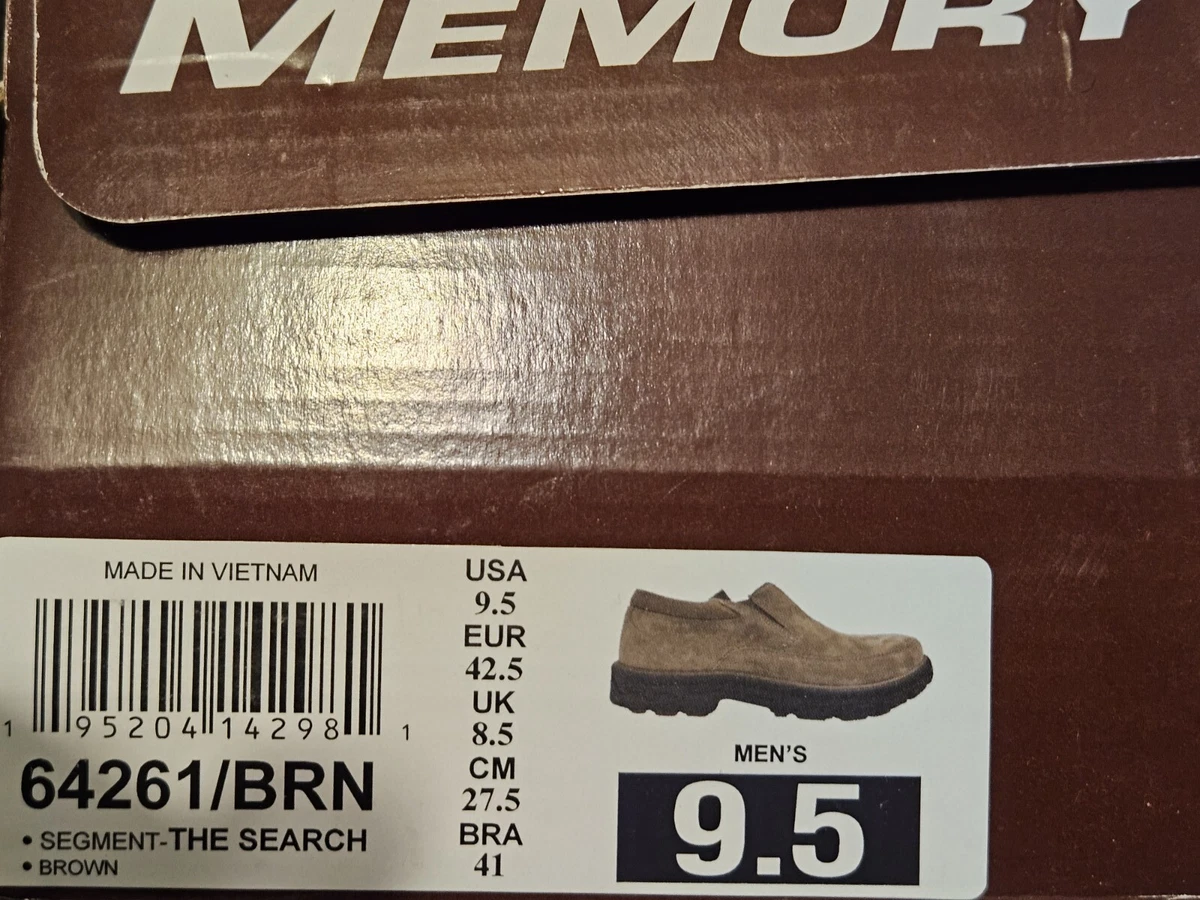 MEMORY
MADE IN VIETNAM
1 95204 14298 1
64261/BRN
• SEGMENT-THE SEARCH
• BROWN
USA
9.5
EUR
42.5
UK
8.5
CM
27.5
BRA
41
MEN'S
9.5